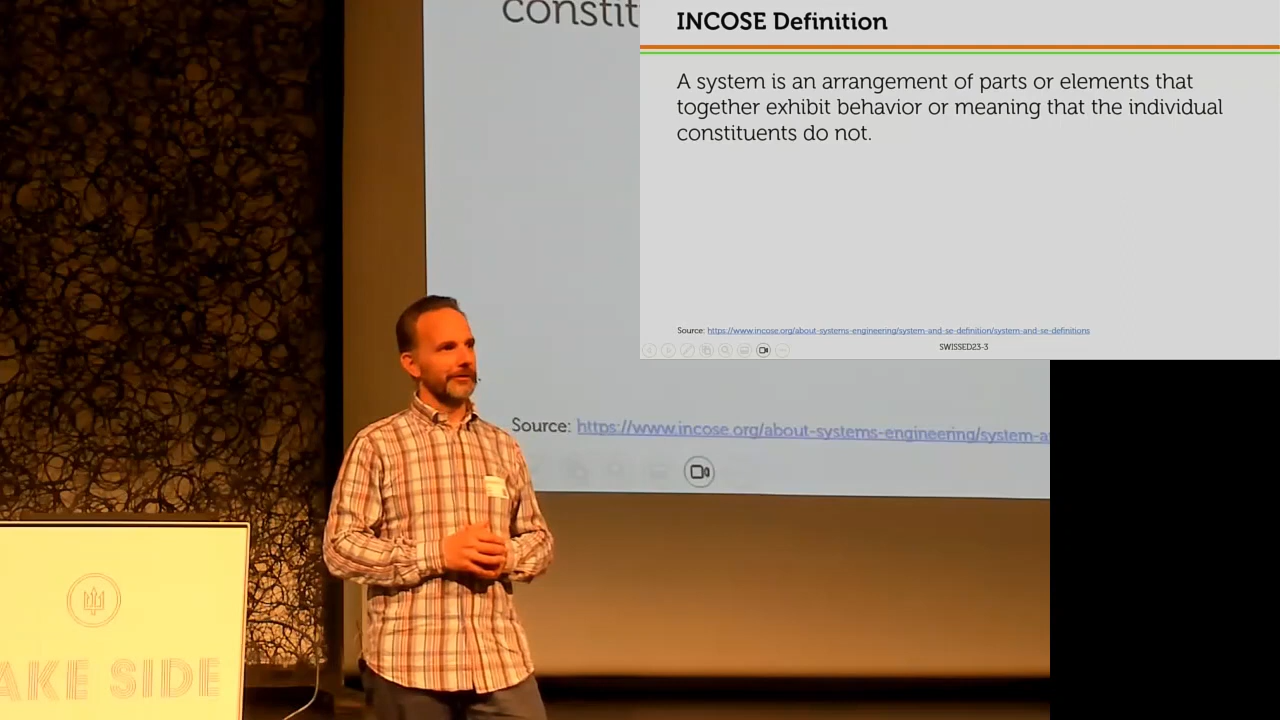 constit
INCOSE Definition
A system is an arrangement of parts or elements that
together exhibit behavior or meaning that the individual
constituents do not.
Source: https://www.incose.org/about-systems-engineering/system-and-se-definition/system-and-se-definitions
SWISSED23-3
Source: https://www.incose.org/about-systems-engineering/system-a
AKE SIDE